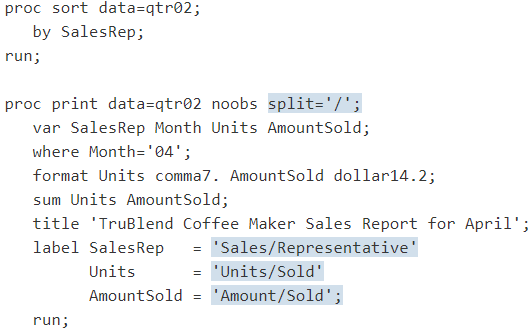 proc sort data=qtr02;
   by SalesRep;
run;

proc print data=qtr02 noobs split='/';
   var SalesRep Month Units AmountSold;
   where Month='04';
   format Units comma7. AmountSold dollar14.2;
   sum Units AmountSold;
   title 'TruBlend Coffee Maker Sales Report for April';
   label SalesRep   = 'Sales/Representative'
         Units      = 'Units/Sold'
         AmountSold = 'Amount/Sold';
   run;